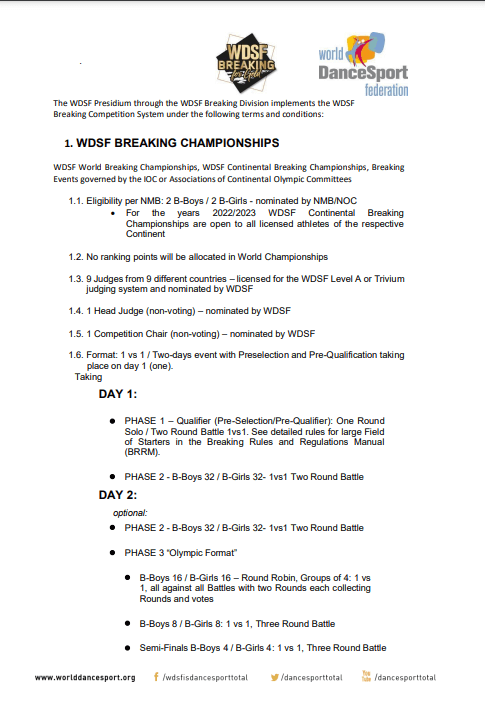 WDSF
BREAKING
for Gold
world
DanceSport
federation
The WDSF Presidium through the WDSF Breaking Division implements the WDSF
Breaking Competition System under the following terms and conditions:
1. WDSF BREAKING CHAMPIONSHIPS
WDSF World Breaking Championships, WDSF Continental Breaking Championships, Breaking
Events governed by the IOC or Associations of Continental Olympic Committees
1.1. Eligibility per NMB: 2 B-Boys / 2 B-Girls - nominated by NMB/NOC
• For the years 2022/2023 WDSF Continental Breaking
Championships are open to all licensed athletes of the respective
Continent
1.2. No ranking points will be allocated in World Championships
1.3. 9 Judges from 9 different countries – licensed for the WDSF Level A or Trivium
judging system and nominated by WDSF
1.4. 1 Head Judge (non-voting) – nominated by WDSF
1.5. 1 Competition Chair (non-voting) – nominated by WDSF
1.6. Format: 1 vs 1 / Two-days event with Preselection and Pre-Qualification taking
place on day 1 (one).
Taking
DAY 1:
● PHASE 1 – Qualifier (Pre-Selection/Pre-Qualifier): One Round
Solo / Two Round Battle 1vs1. See detailed rules for large Field
of Starters in the Breaking Rules and Regulations Manual
(BRRM).
● PHASE 2 - B-Boys 32 / B-Girls 32- 1vs1 Two Round Battle
DAY 2:
optional:
● PHASE 2 - B-Boys 32 / B-Girls 32- 1vs1 Two Round Battle
● PHASE 3 “Olympic Format”
● B-Boys 16 / B-Girls 16 – Round Robin, Groups of 4: 1 vs
1, all against all Battles with two Rounds each collecting
Rounds and votes
● B-Boys 8 / B-Girls 8: 1 vs 1, Three Round Battle
● Semi-Finals B-Boys 4 / B-Girls 4: 1 vs 1, Three Round Battle
www.worlddancesport.org f /wdsfisdancesporttotal /dancesporttotal You Tube /dancesporttotal